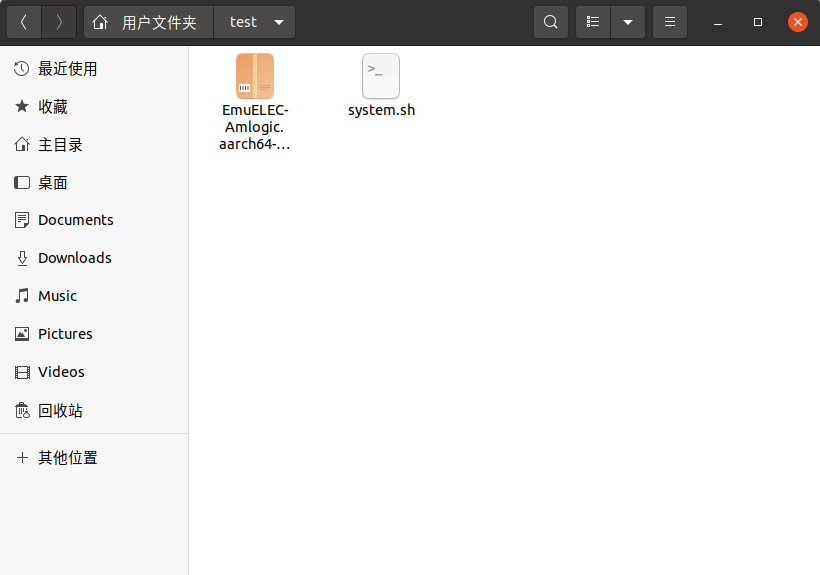 用户文件夹
test
最近使用
收藏
主目录
桌面
Documents
Downloads
Music
Pictures
Videos
回收站
其他位置
EmuELEC-
Amlogic.
aarch64-…
>_
system.sh